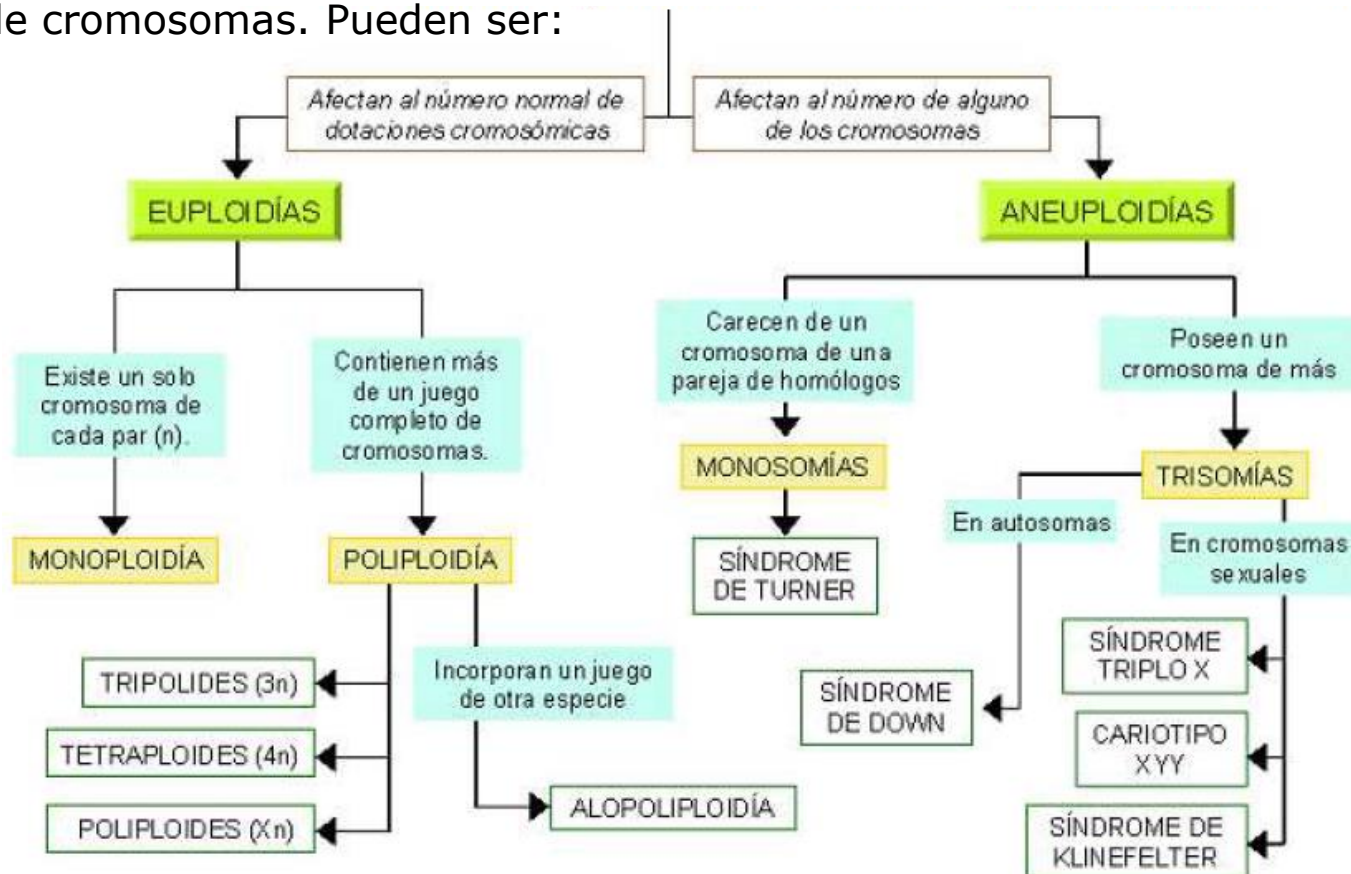 de cromosomas. Pueden ser:
Afectan al número normal de
dotaciones cromosómicas
Afectan al número de alguno
de los cromosomas
EUPLOIDÍAS
ANEUPLOIDÍAS
Existe un solo
cromosoma de
cada par (n).
Contienen más
de un juego
completo de
cromosomas.
Carecen de un
cromosoma de una
pareja de homólogos
Poseen un
cromosoma de más
MONOPLOIDÍA
POLIPLOIDÍA
MONOSOMÍAS
TRISOMÍAS
En autosomas
En cromosomas
sexuales
SÍNDROME
DE TURNER
TRIPOLIDES (3n)
TETRAPLOIDES (4n)
POLIPLOIDES (Xn)
Incorporan un juego
de otra especie
ALOPOLIPLOIDÍA
SÍNDROME
DE DOWN
SÍNDROME
TRIPLO X
CARIOTIPO
XYY
SÍNDROME DE
KLINEFELTER